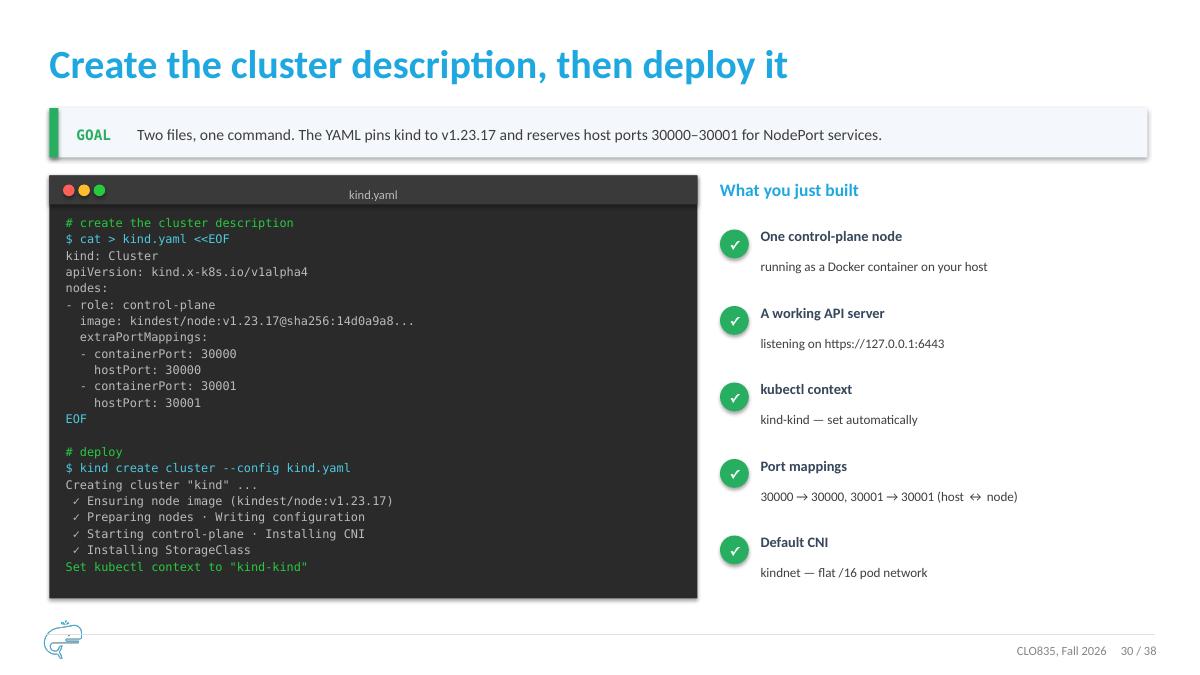 Create the cluster description, then deploy it
GOAL Two files, one command. The YAML pins kind to v1.23.17 and reserves host ports 30000–30001 for NodePort services.
kind.yaml
# create the cluster description
$ cat > kind.yaml <<EOF
kind: Cluster
apiVersion: kind.x-k8s.io/v1alpha4
nodes:
- role: control-plane
  image: kindest/node:v1.23.17@sha256:14d0a9a8...
  extraPortMappings:
  - containerPort: 30000
    hostPort: 30000
  - containerPort: 30001
    hostPort: 30001
EOF
# deploy
$ kind create cluster --config kind.yaml
Creating cluster "kind" ...
 ✓ Ensuring node image (kindest/node:v1.23.17)
 ✓ Preparing nodes · Writing configuration
 ✓ Starting control-plane · Installing CNI
 ✓ Installing StorageClass
Set kubectl context to "kind-kind"
What you just built
✓ One control-plane node
running as a Docker container on your host
✓ A working API server
listening on https://127.0.0.1:6443
✓ kubectl context
kind-kind — set automatically
✓ Port mappings
30000 → 30000, 30001 → 30001 (host ↔ node)
✓ Default CNI
kindnet — flat /16 pod network
CLO835, Fall 2026 30 / 38